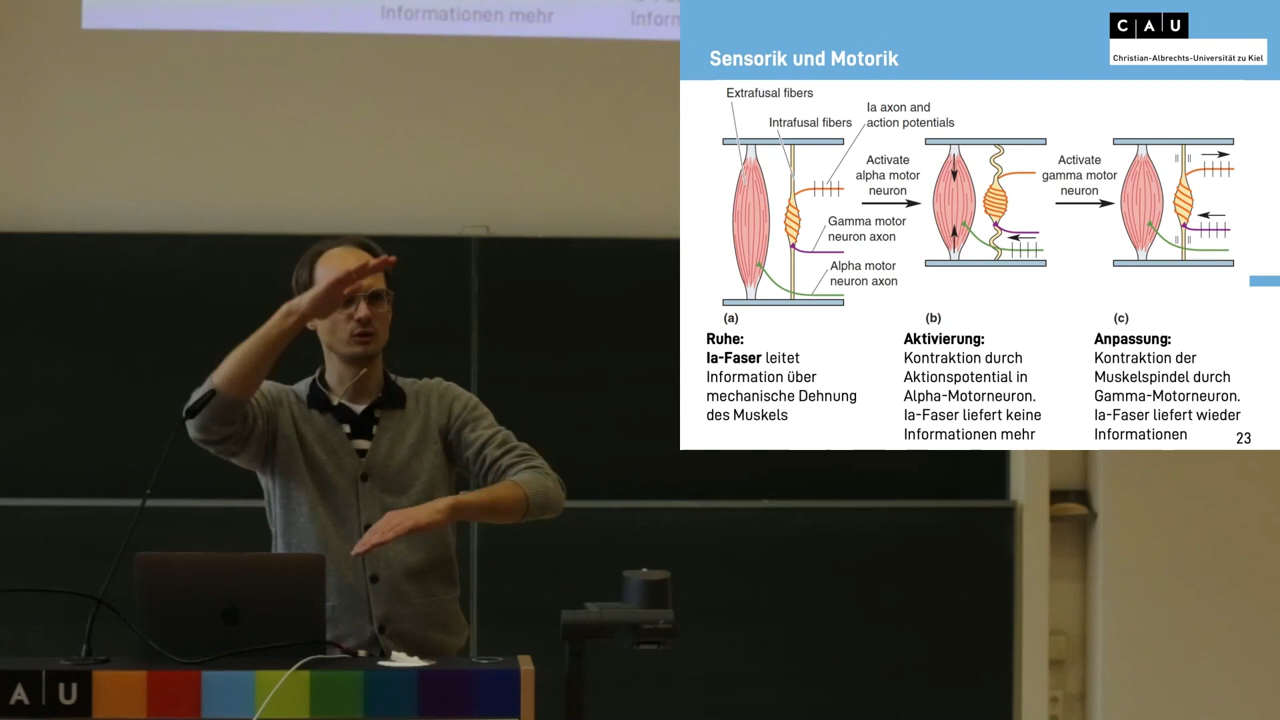 Informationen mehr
Inform
C A U
Christian-Albrechts-Universität zu Kiel
Sensorik und Motorik
Extrafusal fibers
Intrafusal fibers
Ia axon and
action potentials
Gamma motor
neuron axon
Alpha motor
neuron axon
Activate
alpha motor
neuron
Activate
gamma motor
neuron
(a)
(b)
(c)
Ruhe:
Ia-Faser leitet
Information über
mechanische Dehnung
des Muskels
Aktivierung:
Kontraktion durch
Aktionspotential in
Alpha-Motorneuron.
Ia-Faser liefert keine
Informationen mehr
Anpassung:
Kontraktion der
Muskelspindel durch
Gamma-Motorneuron.
Ia-Faser liefert wieder
Informationen
23
A U